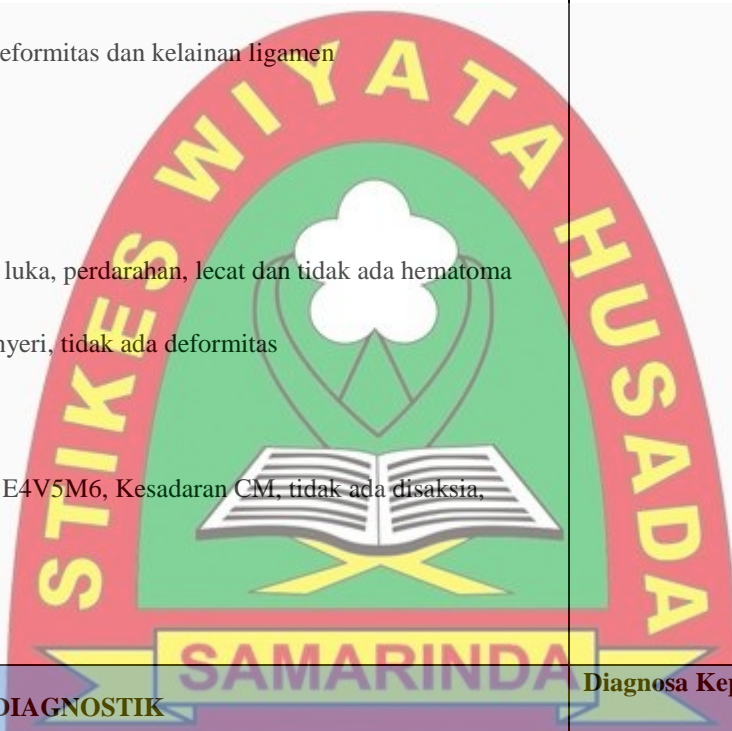 eformitas dan kelainan ligamen
STIKES WIYATA HUSADA
luka, perdarahan, lecat dan tidak ada hematoma
nyeri, tidak ada deformitas
E4V5M6, Kesadaran CM, tidak ada disaksia,
SAMARINDA
DIAGNOSTIK
Diagnosa Kep